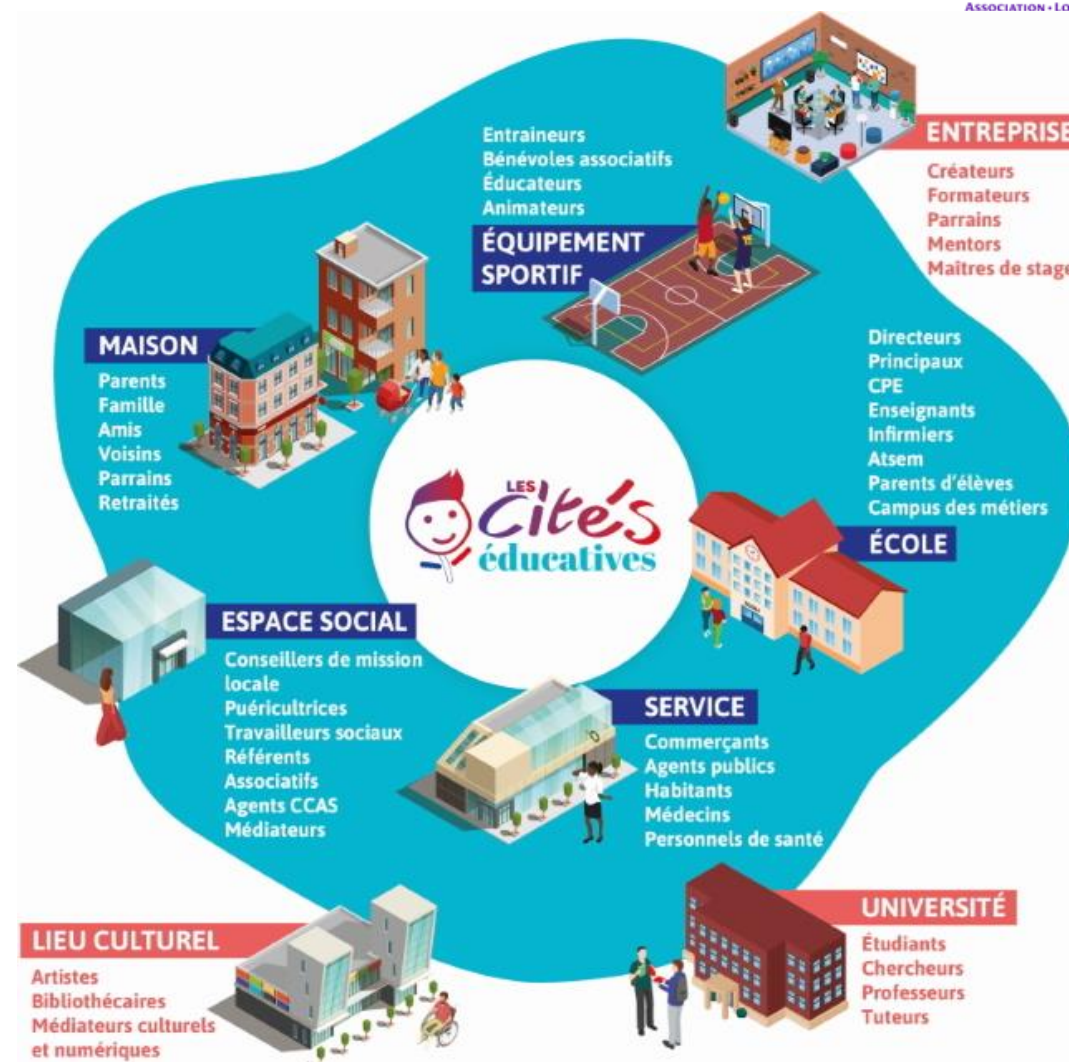 ASSOCIATION • LO
Entraineurs
Bénévoles associatifs
Éducateurs
Animateurs
ÉQUIPEMENT
SPORTIF
ENTREPRISE
Créateurs
Formateurs
Parrains
Mentors
Maîtres de stage
MAISON
Parents
Famille
Amis
Voisins
Parrains
Retraités
Directeurs
Principaux
CPE
Enseignants
Infirmiers
Atsem
Parents d'élèves
Campus des métiers
ÉCOLE
LES
cités
éducatives
ESPACE SOCIAL
Conseillers de mission
locale
Puéricultrices
Travailleurs sociaux
Référents
Associatifs
Agents CCAS
Médiateurs
SERVICE
Commerçants
Agents publics
Habitants
Médecins
Personnels de santé
LIEU CULTUREL
Artistes
Bibliothécaires
Médiateurs culturels
et numériques
UNIVERSITÉ
Étudiants
Chercheurs
Professeurs
Tuteurs